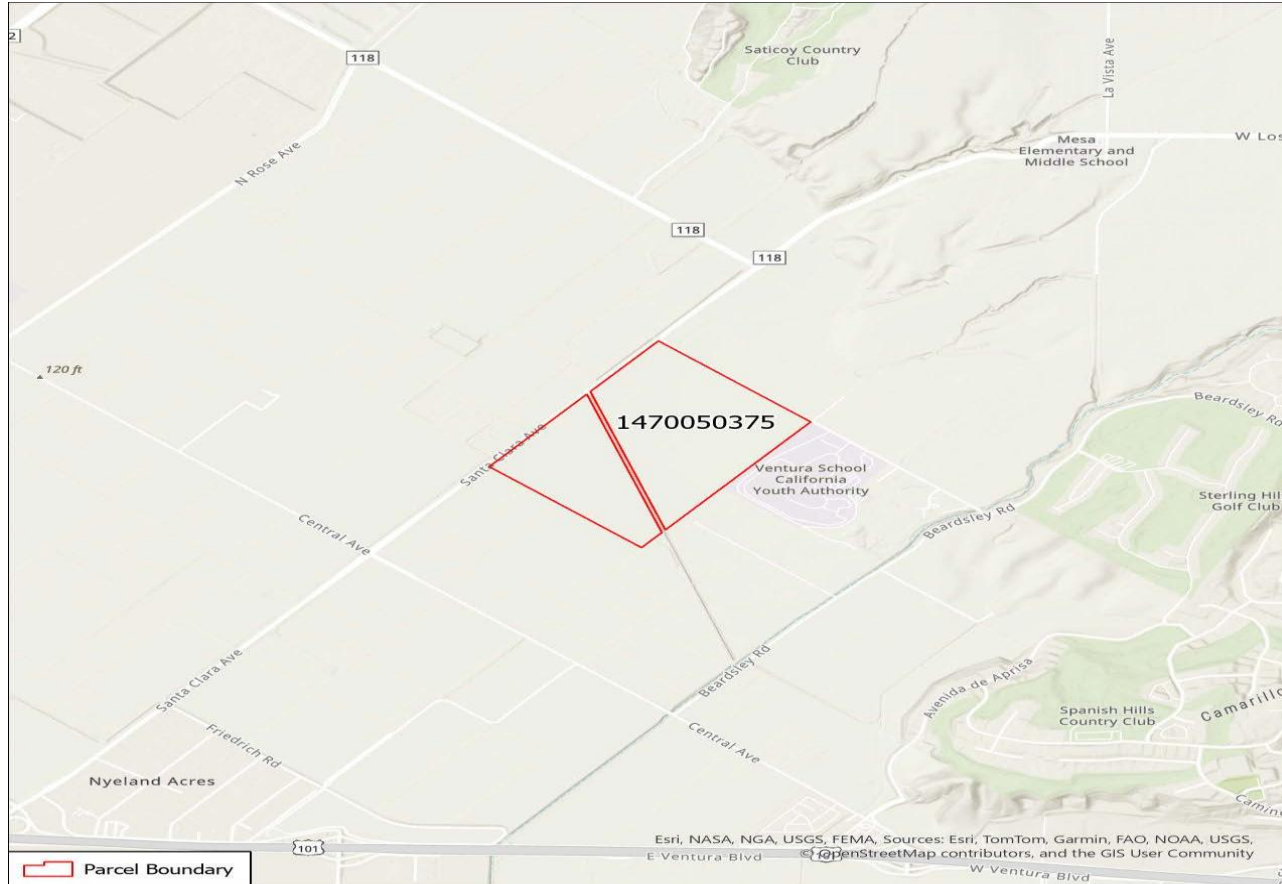 2
118
Saticoy Country
Club
La Vista Ave
N Rose Ave
Mesa
Elementary and
Middle School
W Los
118
118
120 ft
1470050375
Santa Clara Ave
Ventura School
California
Youth Authority
Beardsley Rd
Sterling Hil
Golf Club
Central Ave
Beardsley Rd
Beardsley Rd
Santa Clara Ave
Avenida de Aprisa
Spanish Hills
Country Club
Camarillo
Friedrich Rd
Central Ave
Nyeland Acres
Camin
101
Esri, NASA, NGA, USGS, FEMA, Sources: Esri, TomTom, Garmin, FAO, NOAA, USGS,
© OpenStreetMap contributors, and the GIS User Community
E Ventura Blvd
W Ventura Blvd
Parcel Boundary